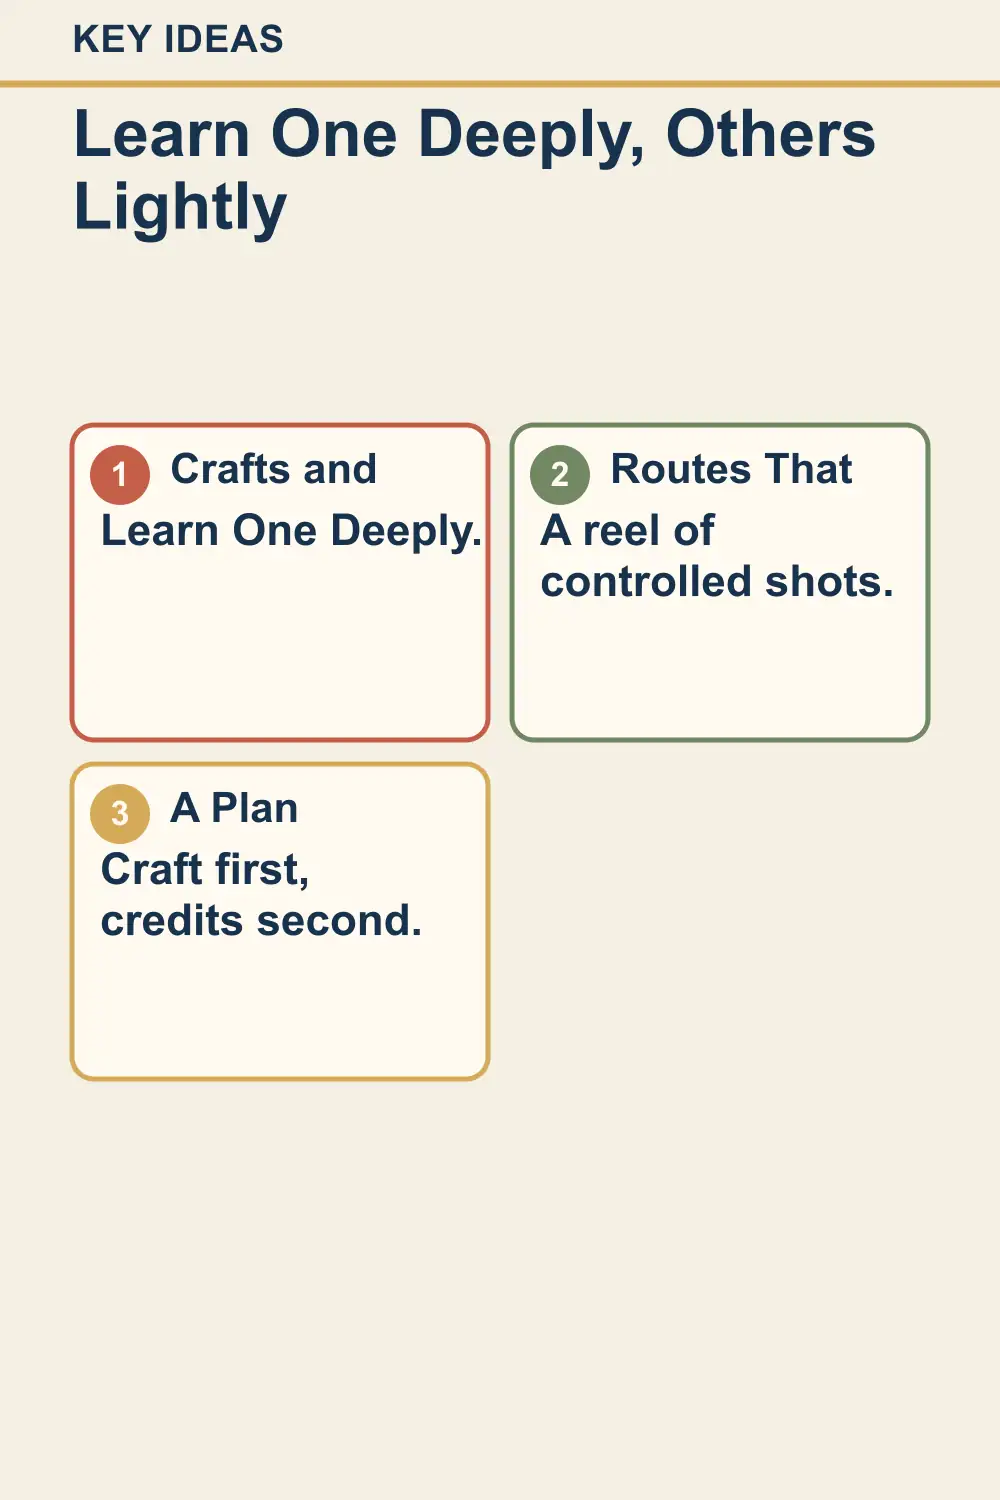 KEY IDEAS
Learn One Deeply, Others
Lightly
1 Crafts and
Learn One Deeply.
2 Routes That
A reel of
controlled shots.
3 A Plan
Craft first,
credits second.